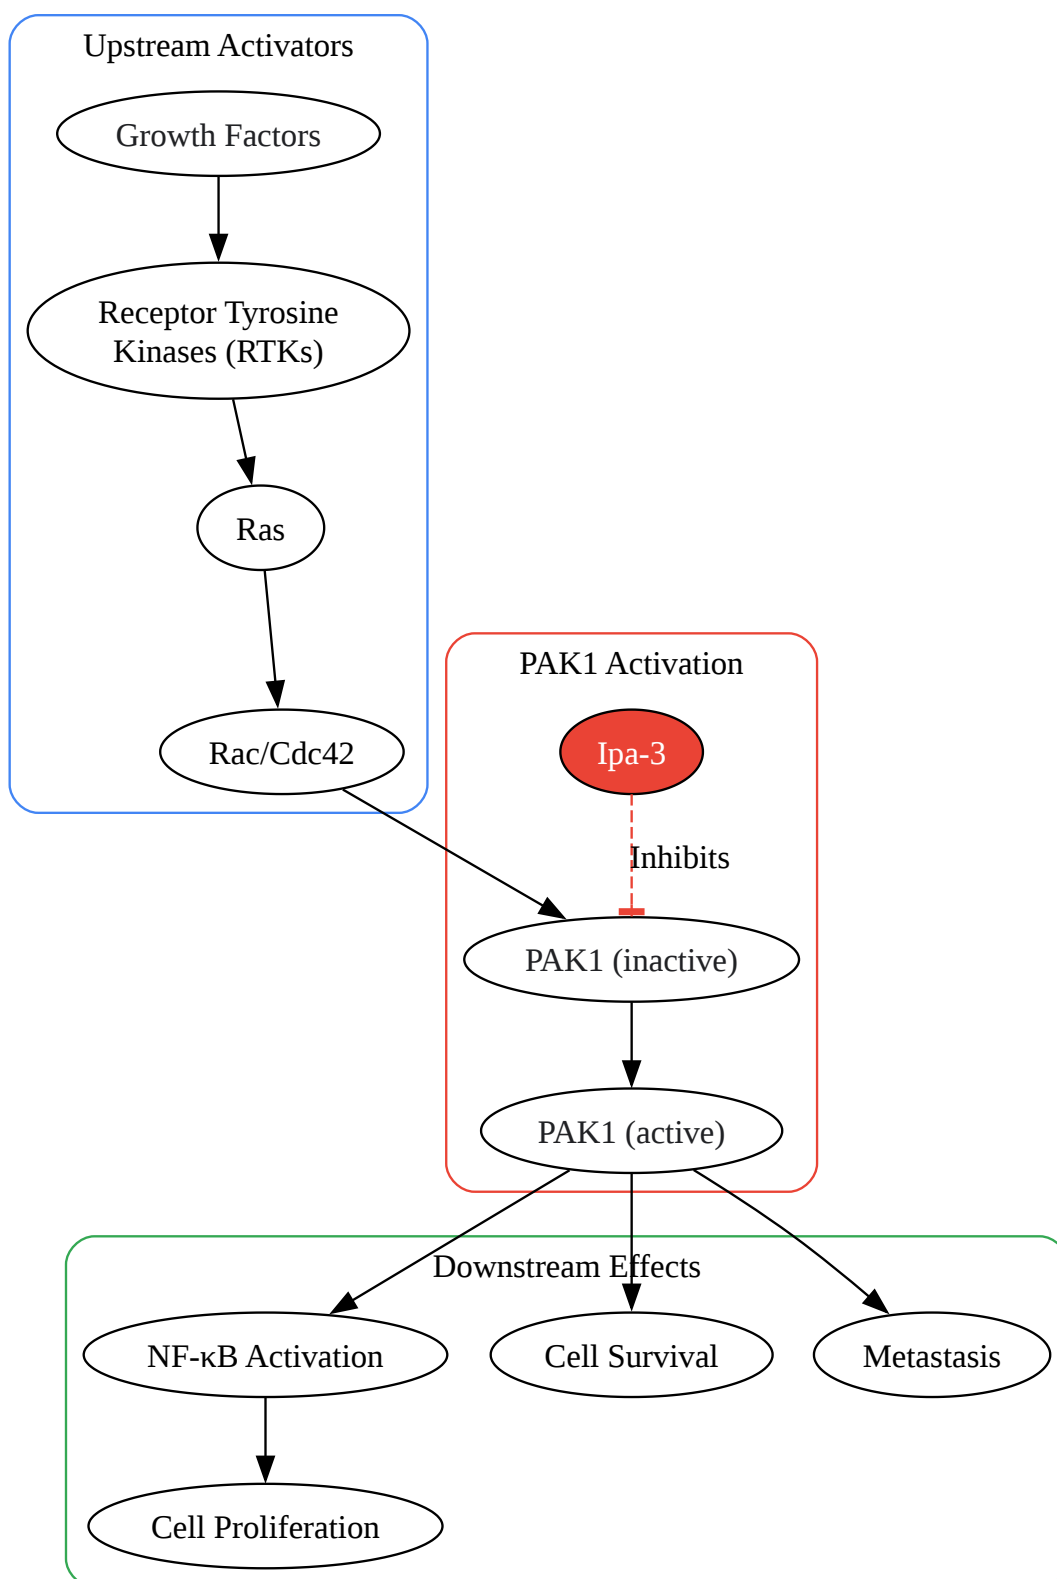 Upstream Activators
Growth Factors
Receptor Tyrosine
Kinases (RTKs)
Ras
Rac/Cdc42
PAK1 Activation
Ipa-3
Inhibits
PAK1 (inactive)
PAK1 (active)
Downstream Effects
NF-κB Activation
Cell Survival
Metastasis
Cell Proliferation